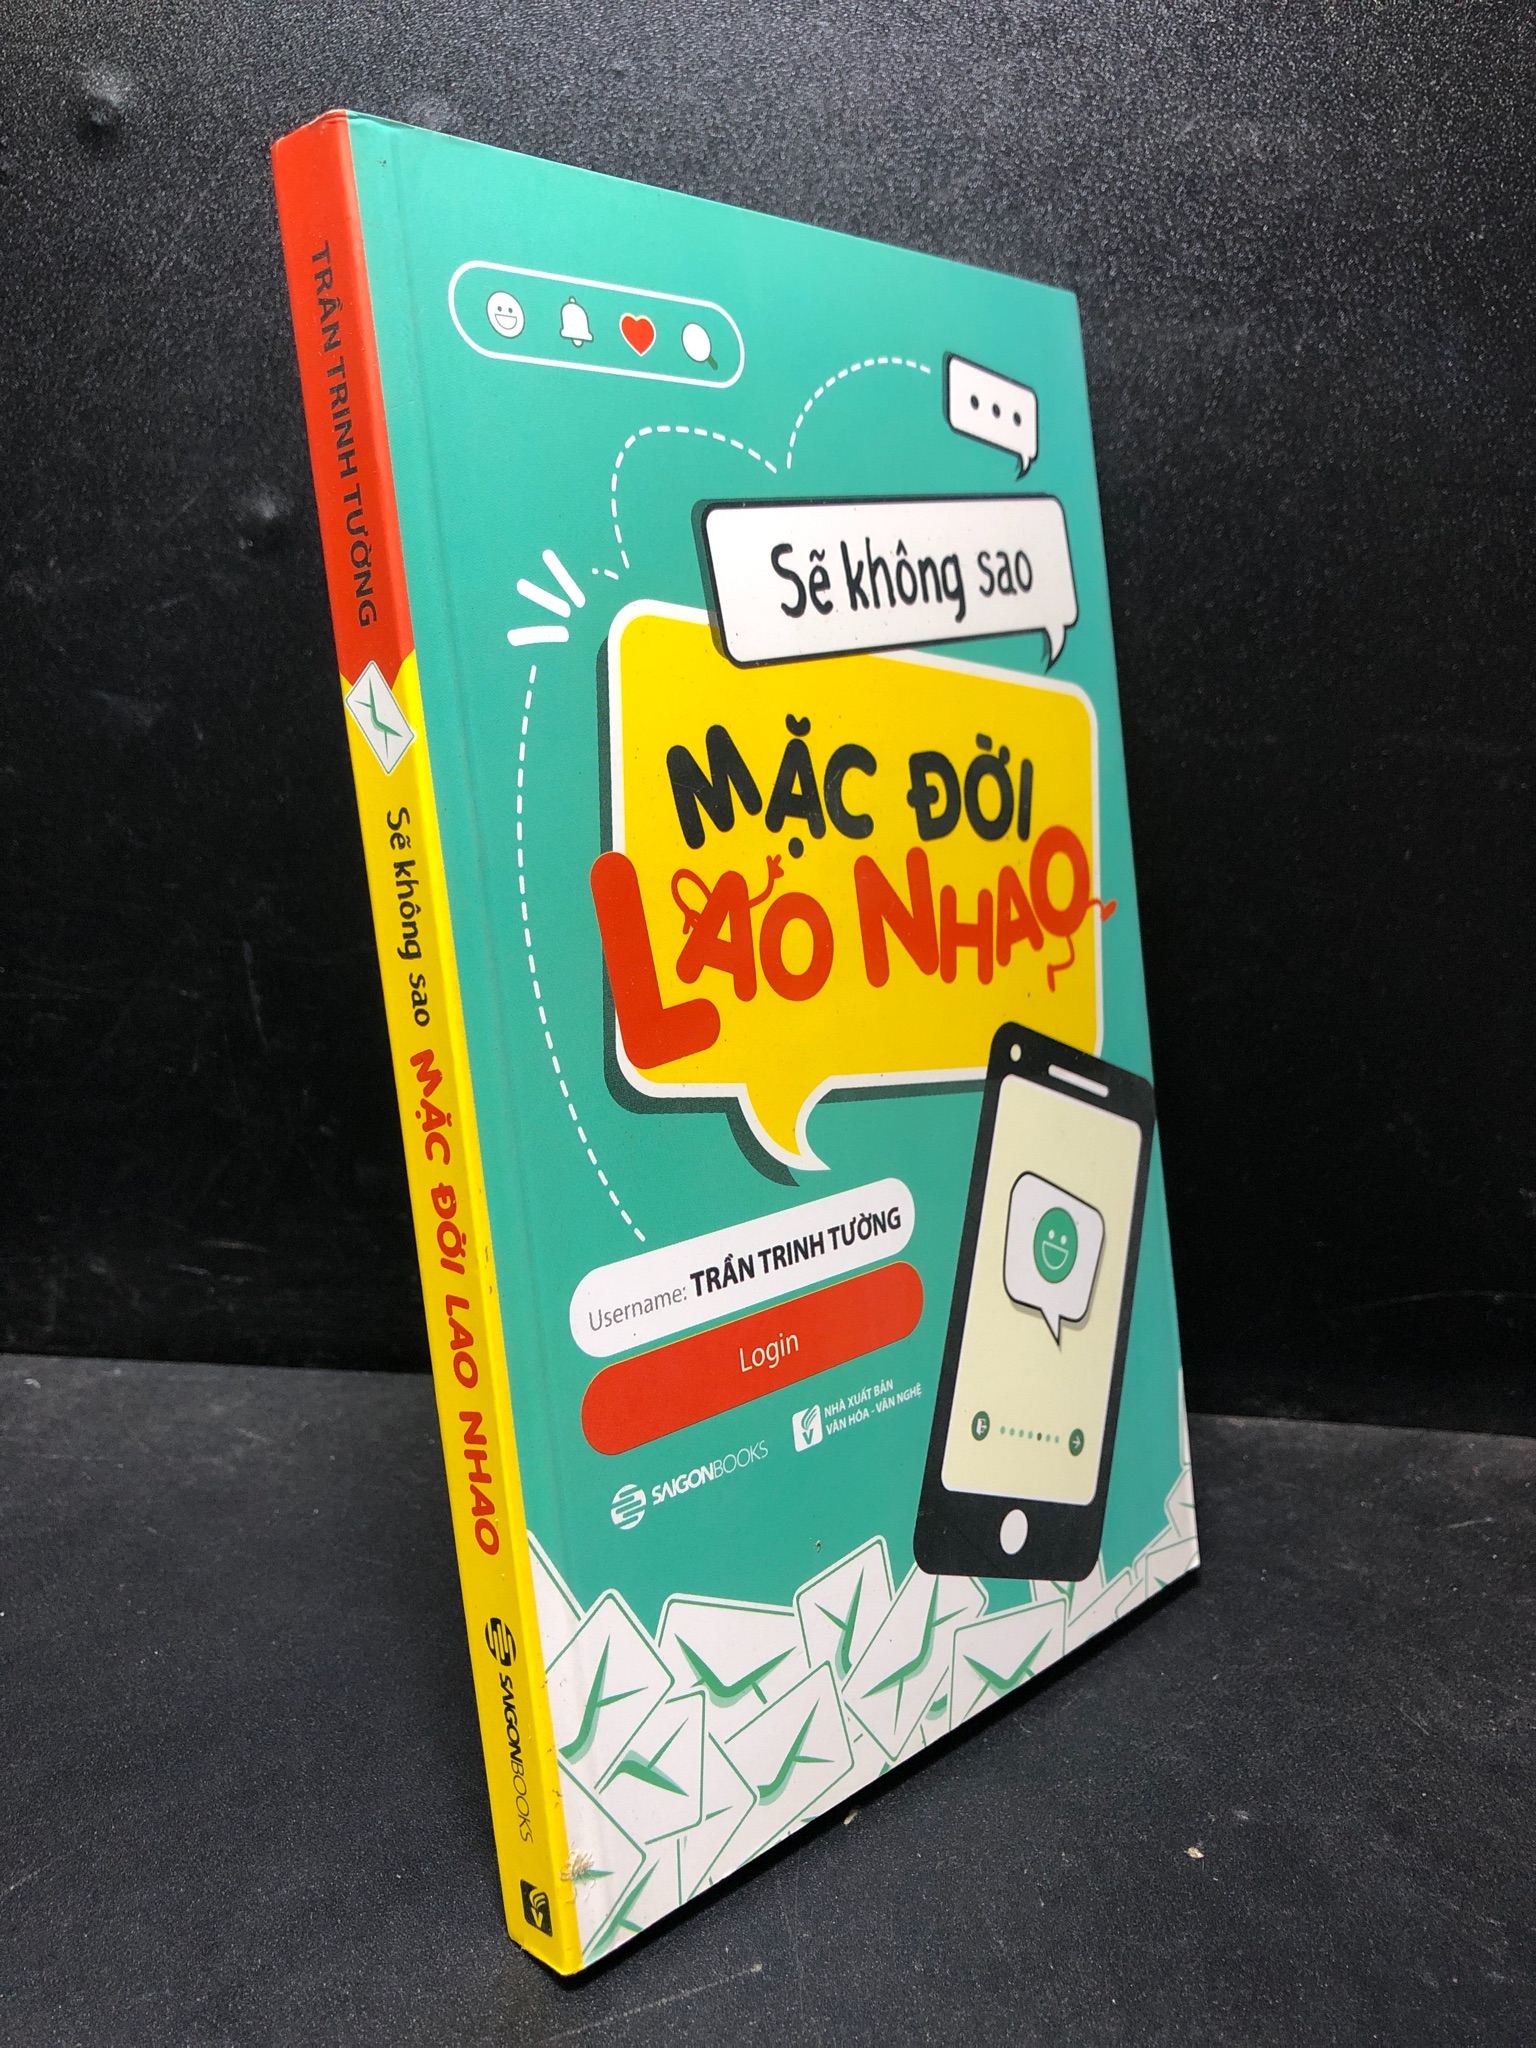 TRẦN TRINH TƯỜNG
Sẽ không sao MẶC ĐỜI LAO NHAO
SAIGONBOOKS
Sẽ không sao
MẶC ĐỜI
LAO NHAO
Username: TRẦN TRINH TƯỜNG
Login
SAIGONBOOKS
NHÀ XUẤT BẢN
VĂN HÓA - VĂN NGHỆ